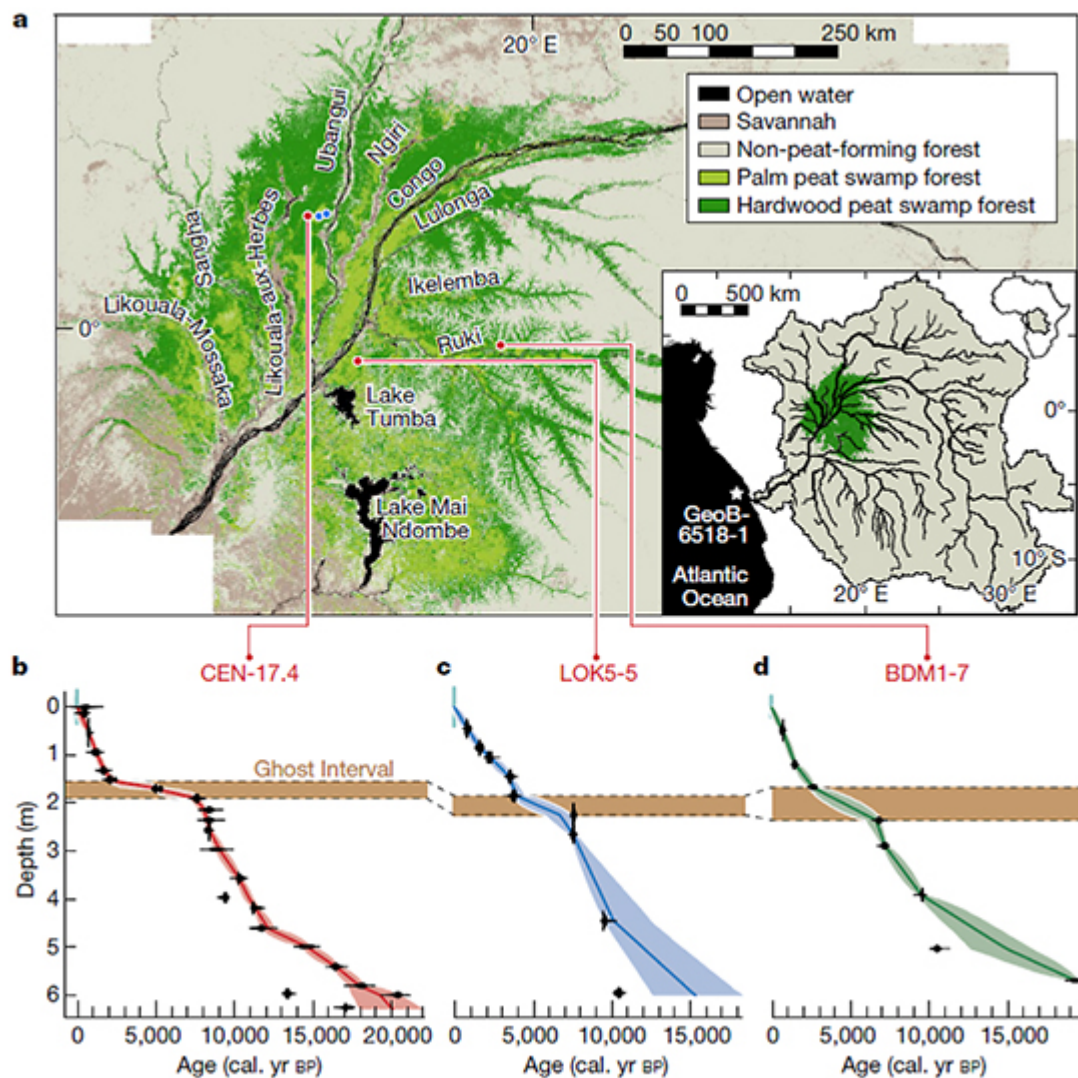 a
20° E
0 50 100 250 km
Open water
Savannah
Non-peat-forming forest
Palm peat swamp forest
Hardwood peat swamp forest
Ubangui
Ngiri
Congo
Lulonga
Sangha
Likouala-aux-Herbes
Likouala-Mossaka
Ikelemba
0°
Ruki
Lake
Tumba
Lake Mai
Ndombe
0 500 km
0°
GeoB-
6518-1
Atlantic
Ocean
10° S
20° E
30° E
b
CEN-17.4
c
LOK5-5
d
BDM1-7
Ghost Interval
Depth (m)
0
1
2
3
4
5
6
0 5,000 10,000 15,000 20,000
Age (cal. yr BP)
0 5,000 10,000 15,000
Age (cal. yr BP)
0 5,000 10,000 15,000
Age (cal. yr BP)